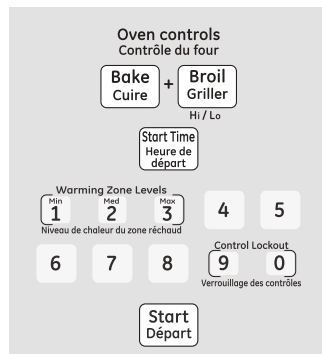 Oven controls
Contrôle du four
Bake + Broil
Cuire Griller
Hi / Lo
Start Time
Heure de
départ
Warming Zone Levels
Min Med Max
1 2 3 4 5
Niveau de chaleur du zone réchaud
Control Lockout
6 7 8 9 0
Verrouillage des contrôles
Start
Départ